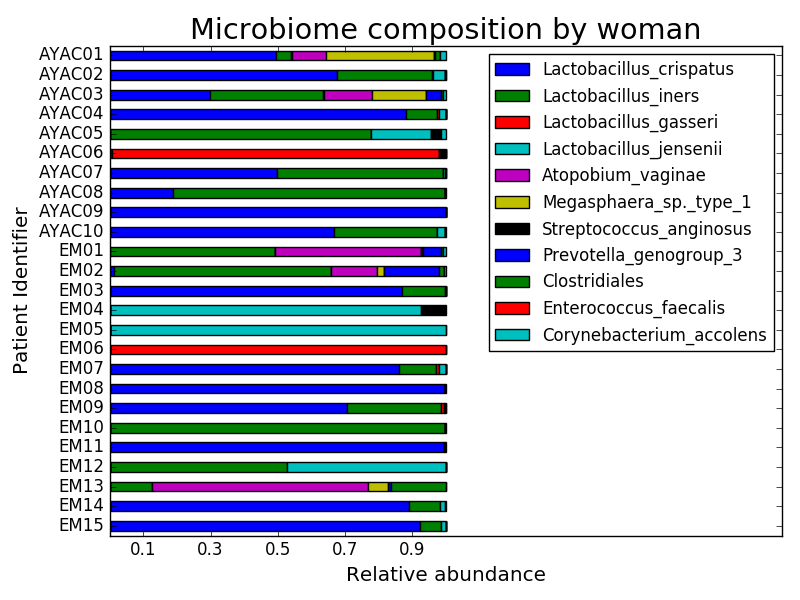 Microbiome composition by woman
AYAC01
AYAC02
AYAC03
AYAC04
AYAC05
AYAC06
AYAC07
AYAC08
AYAC09
AYAC10
EM01
EM02
EM03
EM04
EM05
EM06
EM07
EM08
EM09
EM10
EM11
EM12
EM13
EM14
EM15
Patient Identifier
Lactobacillus_crispatus
Lactobacillus_iners
Lactobacillus_gasseri
Lactobacillus_jensenii
Atopobium_vaginae
Megasphaera_sp._type_1
Streptococcus_anginosus
Prevotella_genogroup_3
Clostridiales
Enterococcus_faecalis
Corynebacterium_accolens
0.1 0.3 0.5 0.7 0.9
Relative abundance